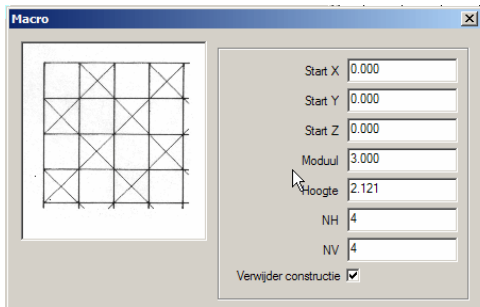 Macro
Start X 0.000
Start Y 0.000
Start Z 0.000
Moduul 3.000
Hoogte 2.121
NH 4
NV 4
Verwijder constructie